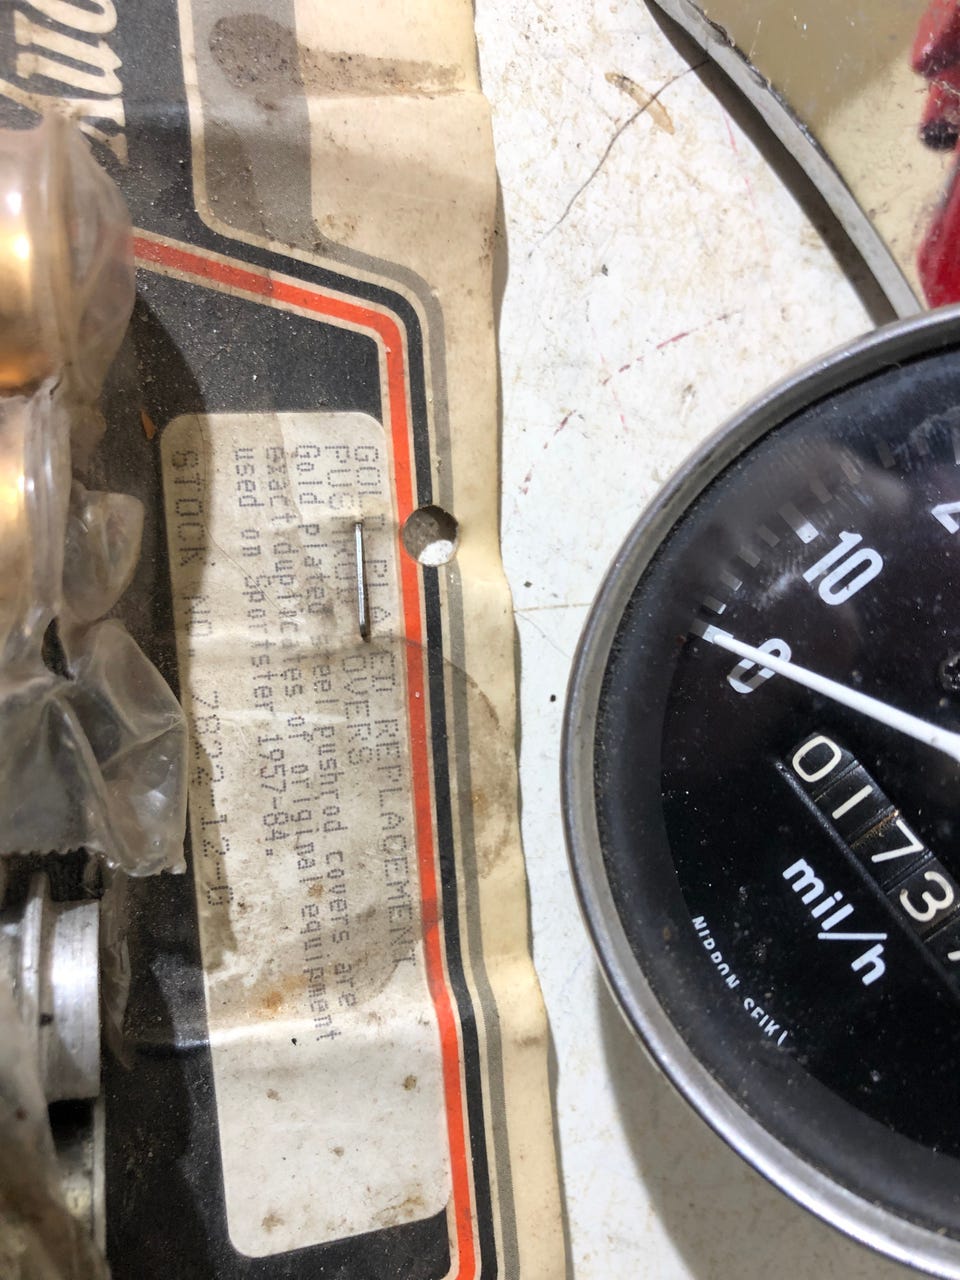 GOLD PLATED REPLACEMENT
PUSHROD COVERS
Gold plated steel pushrod covers are
exact duplicates of original equipment
used on Sportster 1957-84.
STOCK NO.
10
0
0173
mil/h
NIPPON SEIKI